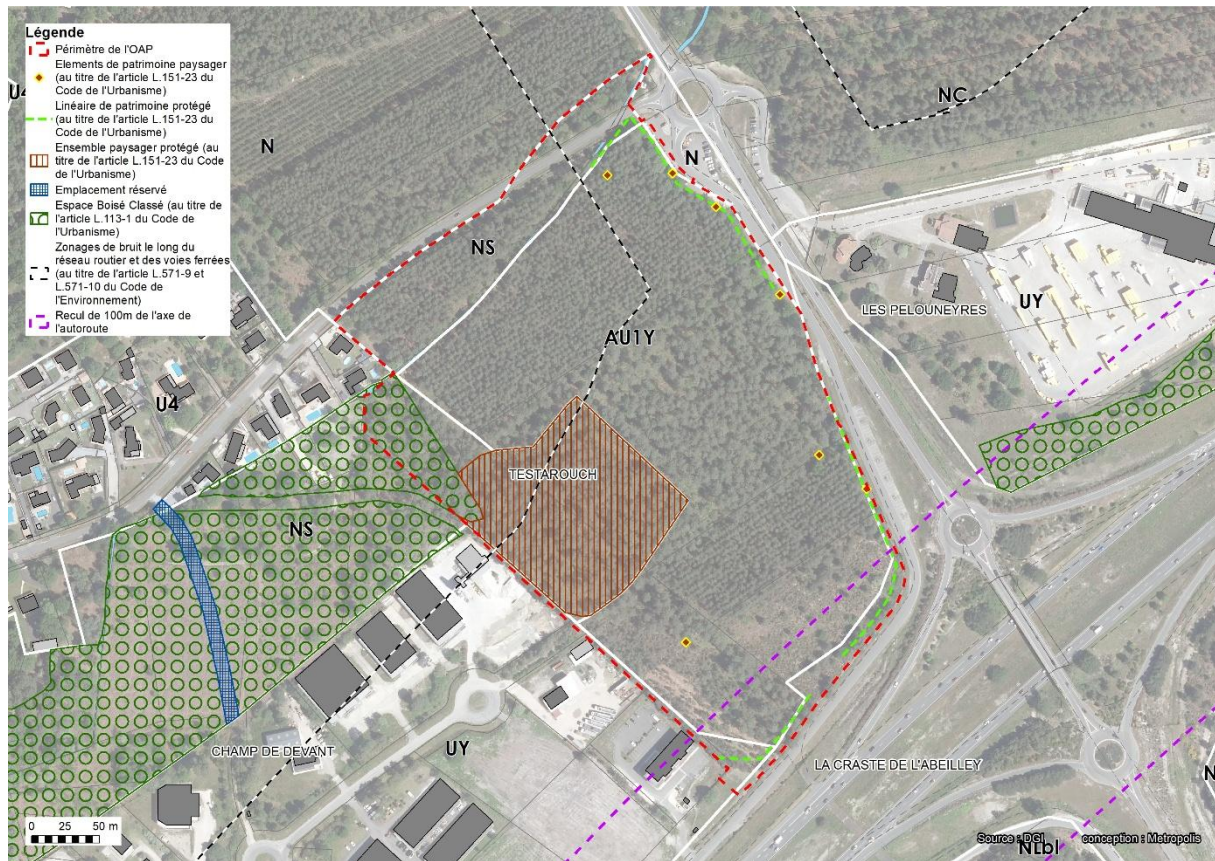 Légende
Périmètre de l'OAP
Elements de patrimoine paysager
(au titre de l'article L.151-23 du
Code de l'Urbanisme)
Linéaire de patrimoine protégé
(au titre de l'article L.151-23 du
Code de l'Urbanisme)
Ensemble paysager protégé (au
titre de l'article L.151-23 du Code
de l'Urbanisme)
Emplacement réservé
Espace Boisé Classé (au titre de
l'article L.113-1 du Code de
l'Urbanisme)
Zonages de bruit le long du
réseau routier et des voies ferrées
(au titre de l'article L.571-9 et
L.571-10 du Code de
l'Environnement)
Recul de 100m de l'axe de
l'autoroute
NC
N
N
NS
LES PELOUNEYRES
UY
AU1Y
U4
TESTAROUCH
NS
CHAMP DE DEVANT
UY
LA CRASTE DE L'ABEILLEY
N
0 25 50 m
Source : DGI conception : Metropolis
NLbl